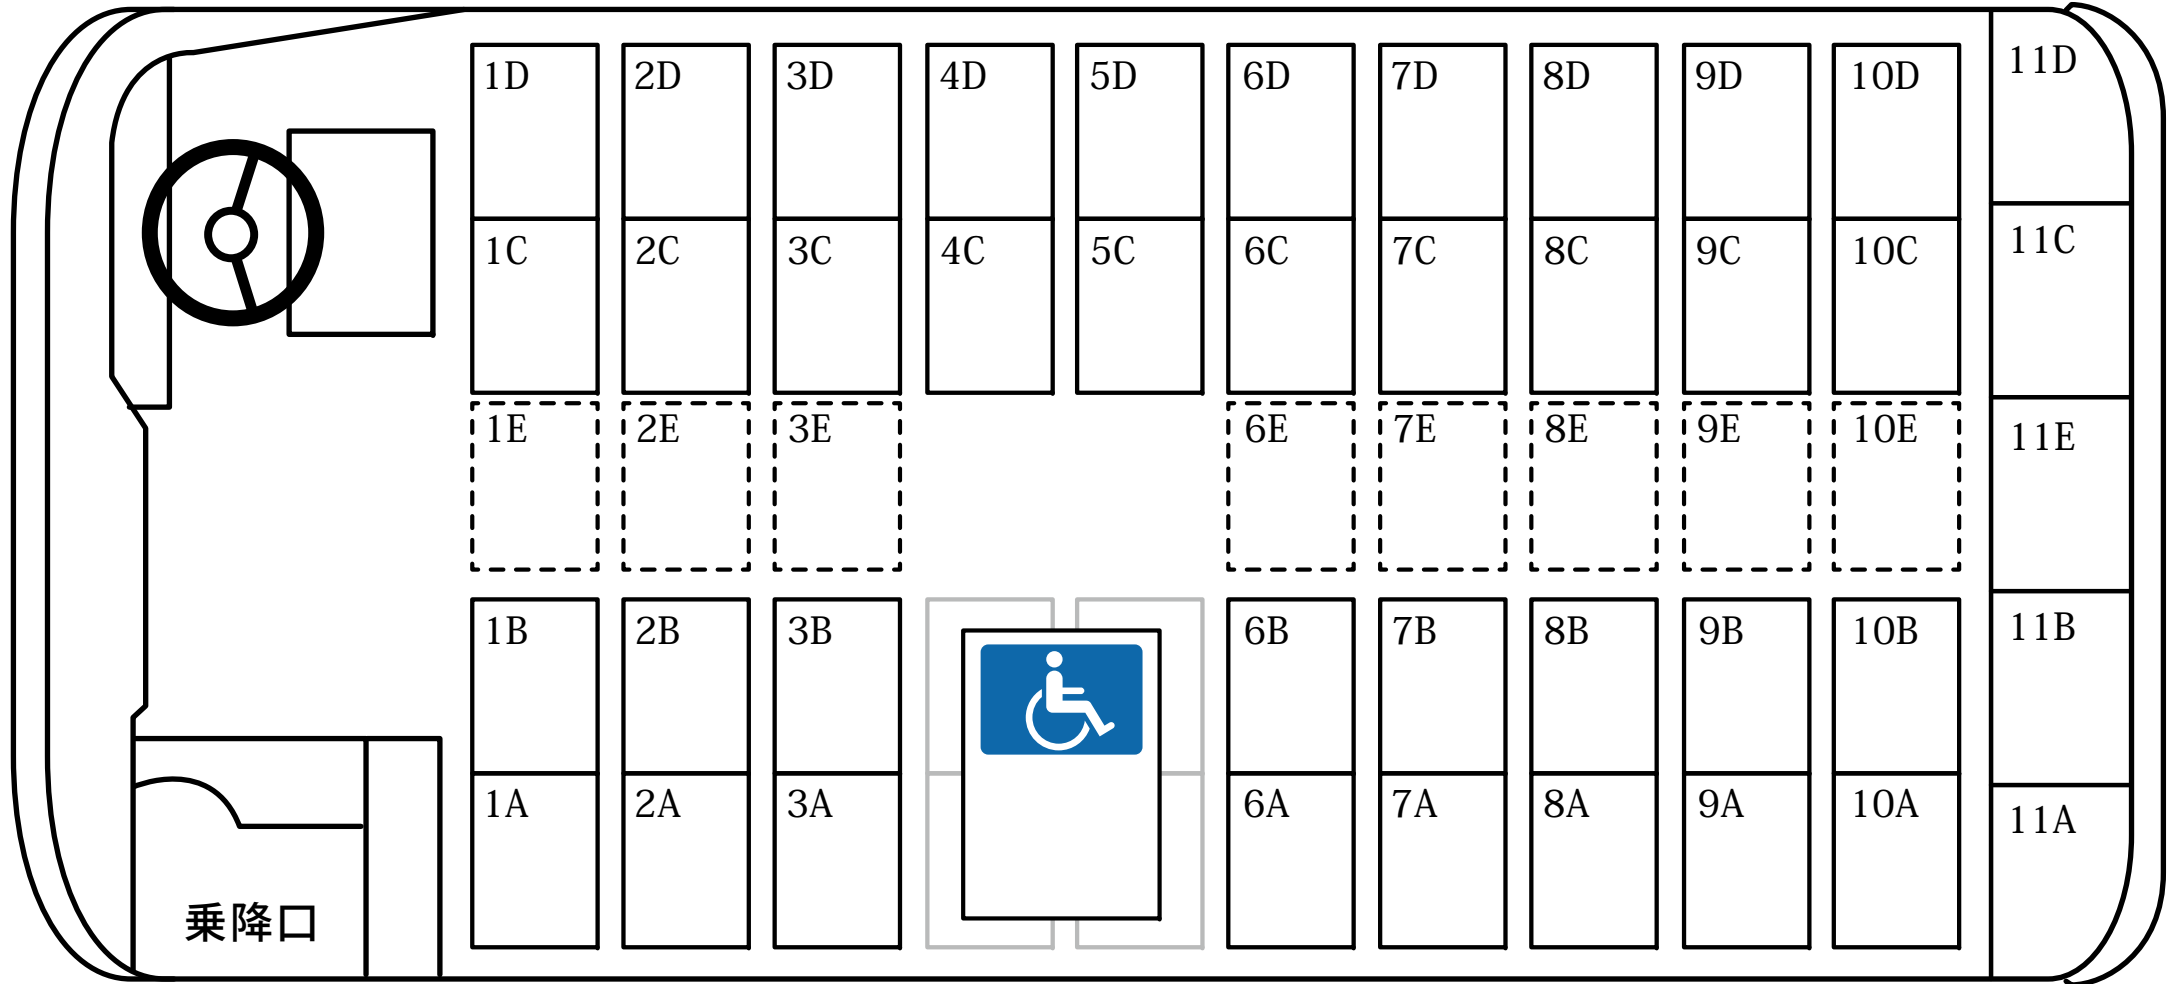 1D 2D 3D 4D 5D 6D 7D 8D 9D 10D 11D
1C 2C 3C 4C 5C 6C 7C 8C 9C 10C 11C
1E 2E 3E 6E 7E 8E 9E 10E 11E
1B 2B 3B 6B 7B 8B 9B 10B 11B
1A 2A 3A 6A 7A 8A 9A 10A 11A
乗降口